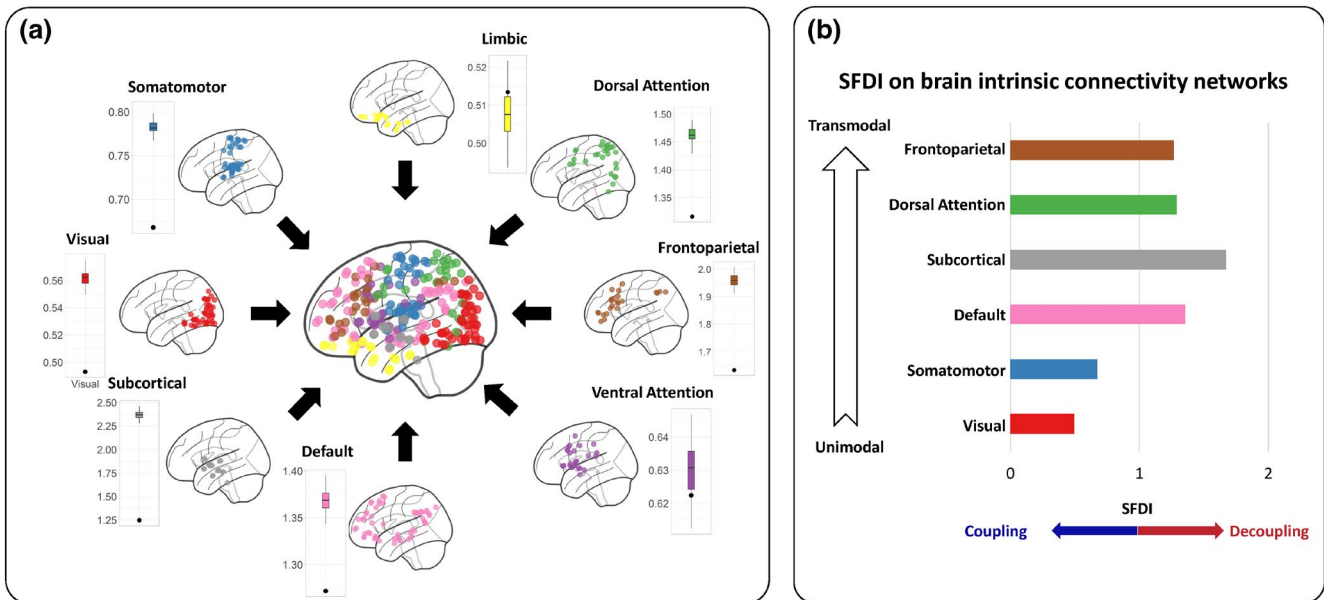 (a)
Limbic
0.52
0.51
0.50
Somatomotor
0.80
0.75
0.70
Dorsal Attention
1.50
1.45
1.40
1.35
Visual
0.56
0.54
0.52
0.50
Visual
Frontoparietal
2.0
1.9
1.8
1.7
Subcortical
2.50
2.25
2.00
1.75
1.50
1.25
Default
1.40
1.35
1.30
Ventral Attention
0.64
0.63
0.62
(b)
SFDI on brain intrinsic connectivity networks
Transmodal
Unimodal
Frontoparietal
Dorsal Attention
Subcortical
Default
Somatomotor
Visual
0 1 2
SFDI
Coupling Decoupling